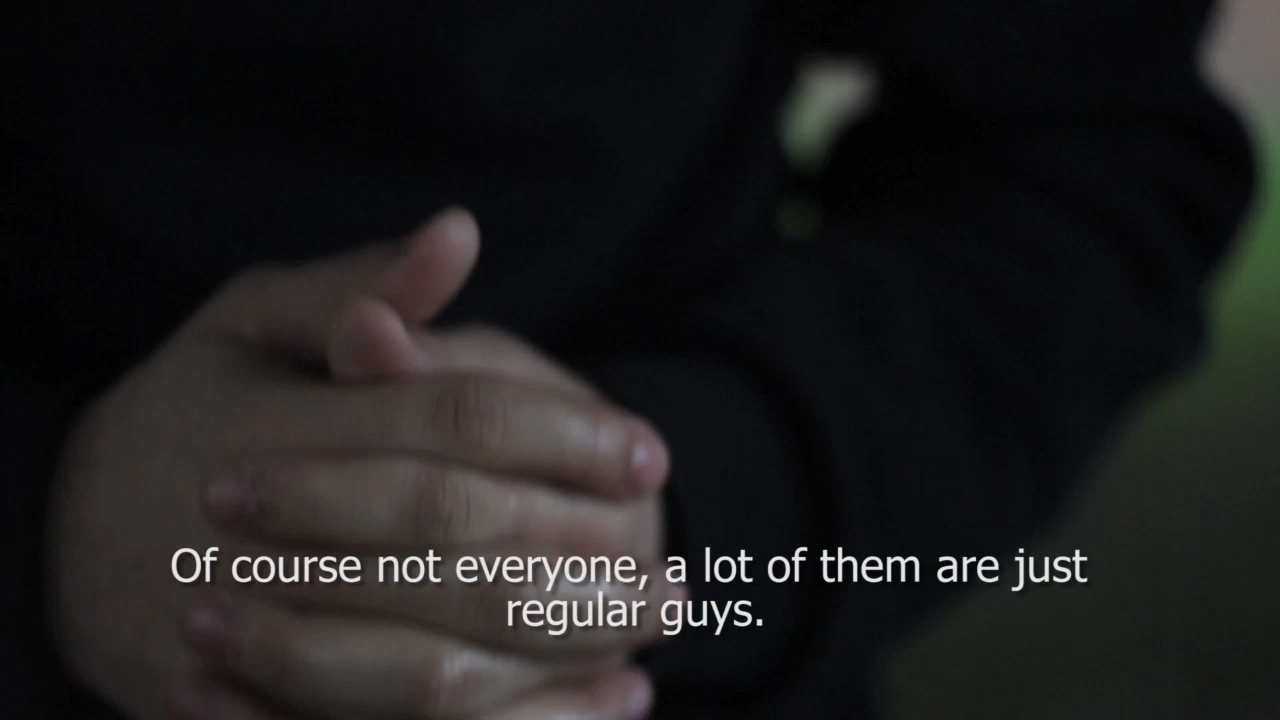 Of course not everyone, a lot of them are just
regular guys.